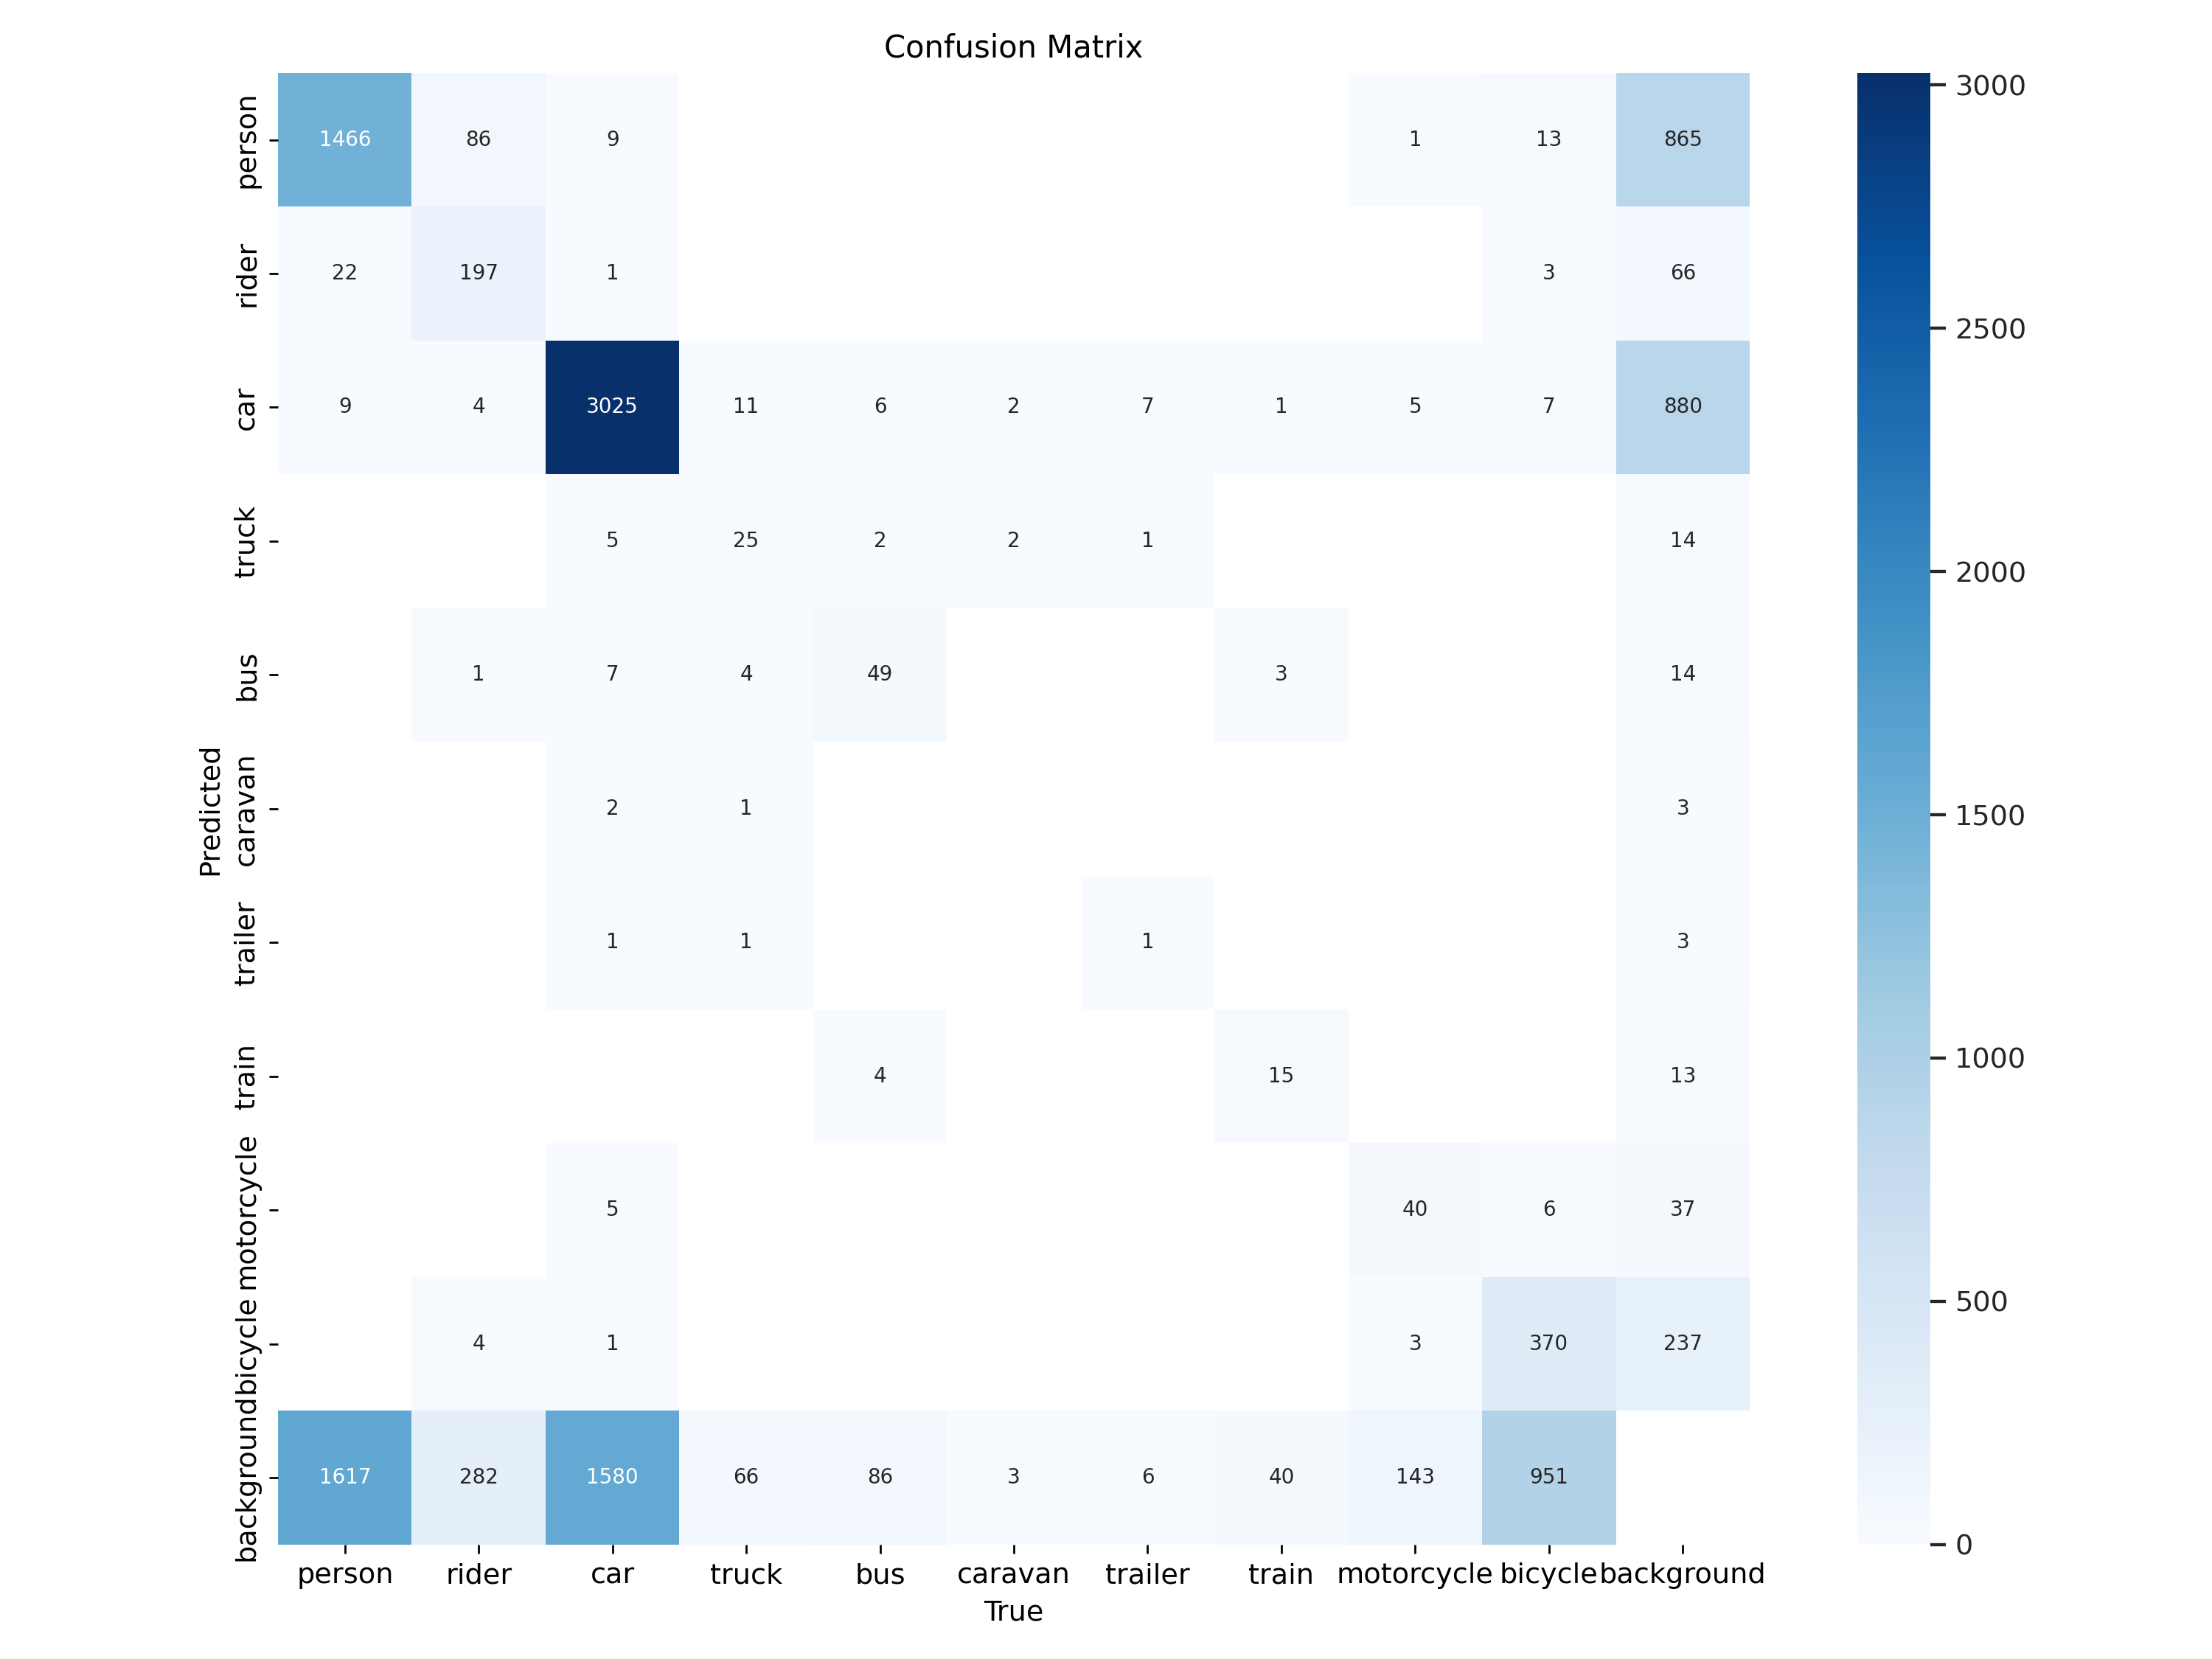 Confusion Matrix
person 1466 86 9 1 13 865
rider 22 197 1 3 66
car 9 4 3025 11 6 2 7 1 5 7 880
truck 5 25 2 2 1 14
bus 1 7 4 49 3 14
caravan 2 1 3
trailer 1 1 1 3
train 4 15 13
motorcycle 5 40 6 37
bicycle 4 1 3 370 237
background 1617 282 1580 66 86 3 6 40 143 951
Predicted
person rider car truck bus caravan trailer train motorcycle bicycle background
True
3000
2500
2000
1500
1000
500
0